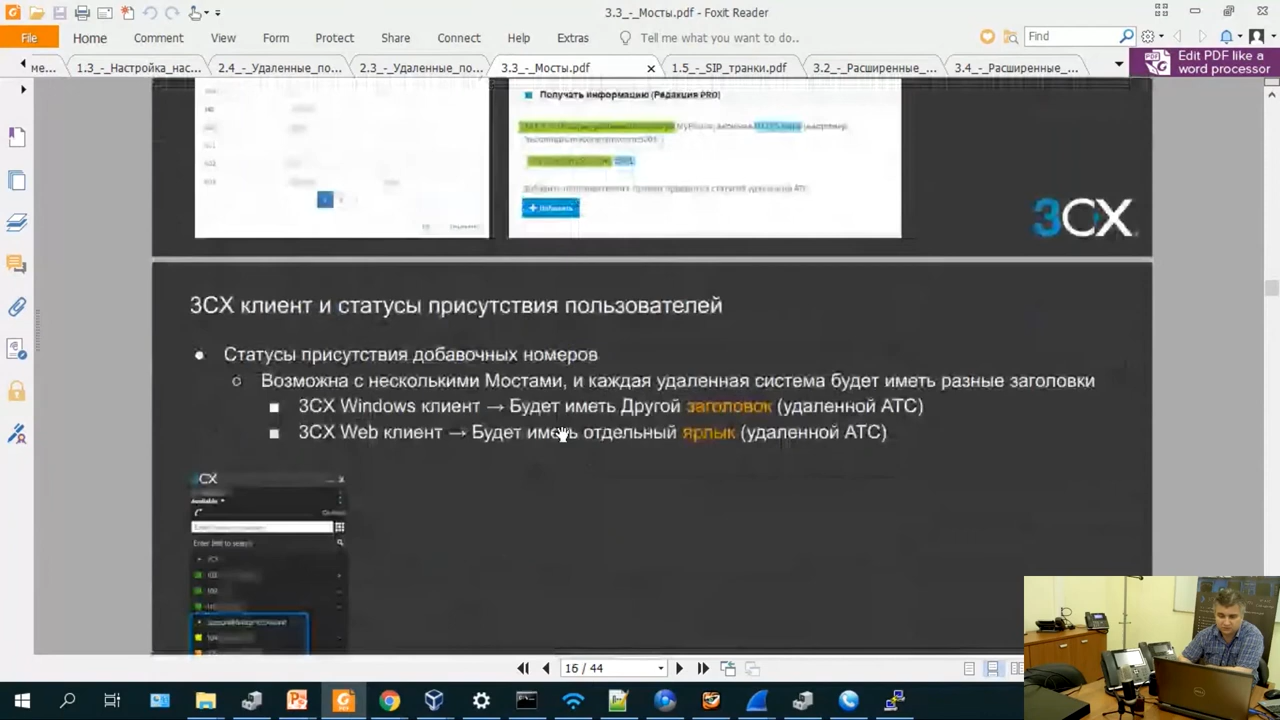 3.3_-_Мосты.pdf - Foxit Reader
File Home Comment View Form Protect Share Connect Help Extras Tell me what you want to do.. Find
ме... 1.3_-_Настройка_нас... 2.4_-_Удаленные_по... 2.3_-_Удаленные_по... 3.3_-_Мосты.pdf 1.5_-_SIP_транки.pdf 3.2_-_Расширенные_... 3.4_-_Расширенные_...
Edit PDF like a
word processor
Получать информацию (Редакция PRO)
3CX
3CX клиент и статусы присутствия пользователей
Статусы присутствия добавочных номеров
Возможна с несколькими Мостами, и каждая удаленная система будет иметь разные заголовки
3CX Windows клиент → Будет иметь Другой заголовок (удаленной АТС)
3CX Web клиент → Будет иметь отдельный ярлык (удаленной АТС)
3CX
Available
16 / 44